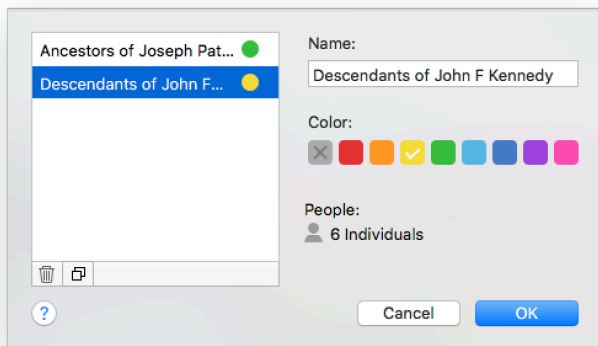 Ancestors of Joseph Pat...
Descendants of John F...
Name:
Descendants of John F Kennedy
Color:
People:
6 Individuals
?
Cancel
OK